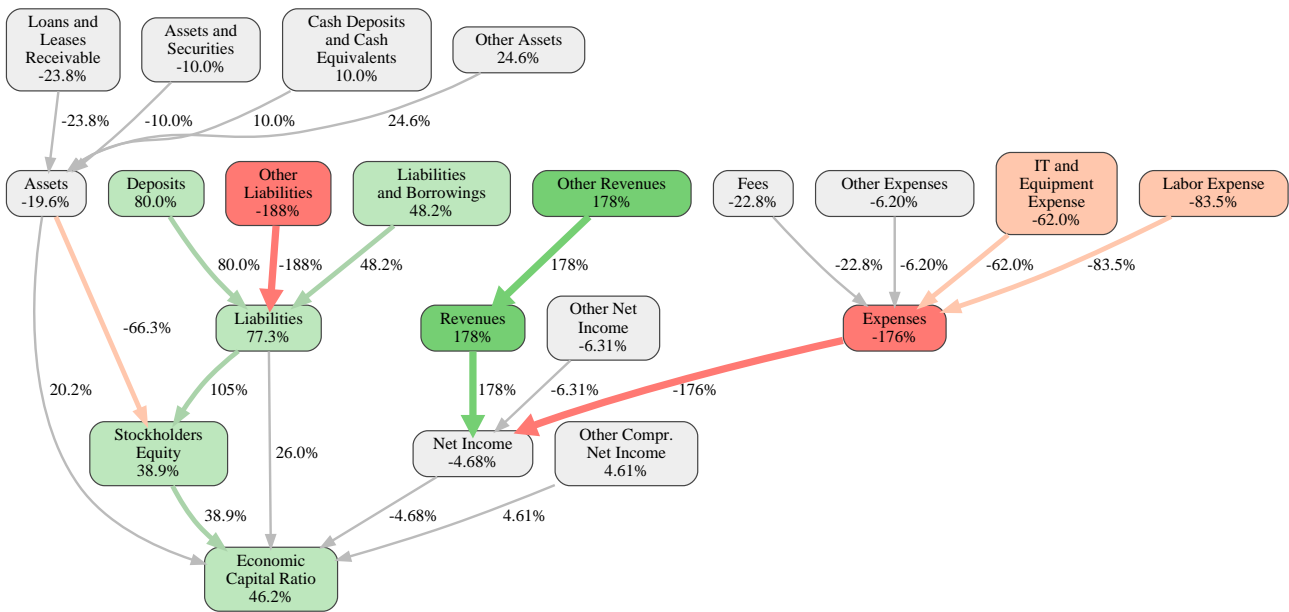 Loans and
Leases
Receivable
-23.8%
Assets and
Securities
-10.0%
Cash Deposits
and Cash
Equivalents
10.0%
Other Assets
24.6%
-23.8%
-10.0%
10.0%
24.6%
Assets
-19.6%
Deposits
80.0%
Other
Liabilities
-188%
Liabilities
and Borrowings
48.2%
Other Revenues
178%
Fees
-22.8%
Other Expenses
-6.20%
IT and
Equipment
Expense
-62.0%
Labor Expense
-83.5%
80.0%
-188%
48.2%
178%
-22.8%
-6.20%
-62.0%
-83.5%
-66.3%
Liabilities
77.3%
Revenues
178%
Other Net
Income
-6.31%
Expenses
-176%
20.2%
105%
26.0%
178%
-6.31%
-176%
Stockholders
Equity
38.9%
Net Income
-4.68%
Other Compr.
Net Income
4.61%
38.9%
-4.68%
4.61%
Economic
Capital Ratio
46.2%